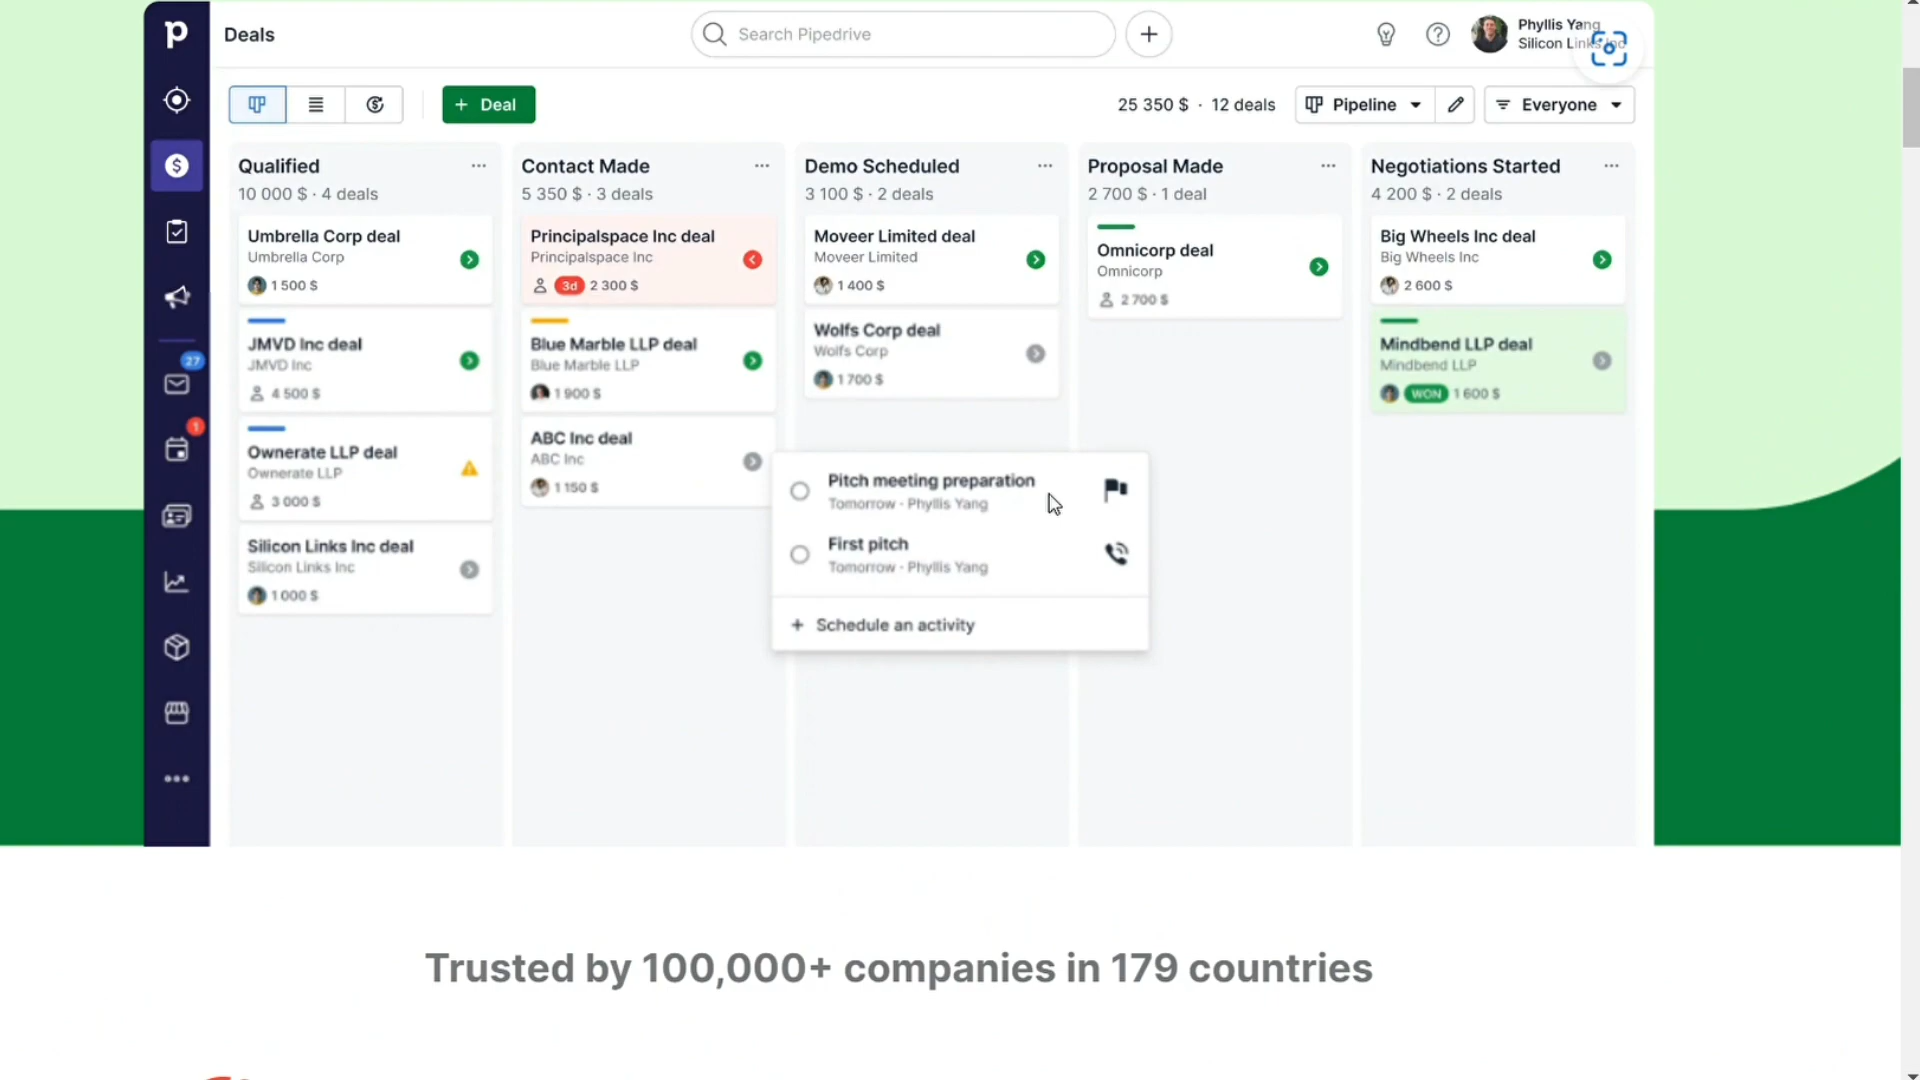 p
Deals
Search Pipedrive
Phyllis Yang
Silicon Links Inc
+ Deal
25 350 $ · 12 deals
Pipeline
Everyone
Qualified
10 000 $ · 4 deals
Umbrella Corp deal
Umbrella Corp
1 500 $
JMVD Inc deal
JMVD Inc
4 500 $
Ownerate LLP deal
Ownerate LLP
3 000 $
Silicon Links Inc deal
Silicon Links Inc
1 000 $
Contact Made
5 350 $ · 3 deals
Principalspace Inc deal
Principalspace Inc
3d 2 300 $
Blue Marble LLP deal
Blue Marble LLP
1 900 $
ABC Inc deal
ABC Inc
1 150 $
Demo Scheduled
3 100 $ · 2 deals
Moveer Limited deal
Moveer Limited
1 400 $
Wolfs Corp deal
Wolfs Corp
1 700 $
Proposal Made
2 700 $ · 1 deal
Omnicorp deal
Omnicorp
2 700 $
Negotiations Started
4 200 $ · 2 deals
Big Wheels Inc deal
Big Wheels Inc
2 600 $
Mindbend LLP deal
Mindbend LLP
WON 1 600 $
Pitch meeting preparation
Tomorrow · Phyllis Yang
First pitch
Tomorrow · Phyllis Yang
+ Schedule an activity
27
1
Trusted by 100,000+ companies in 179 countries